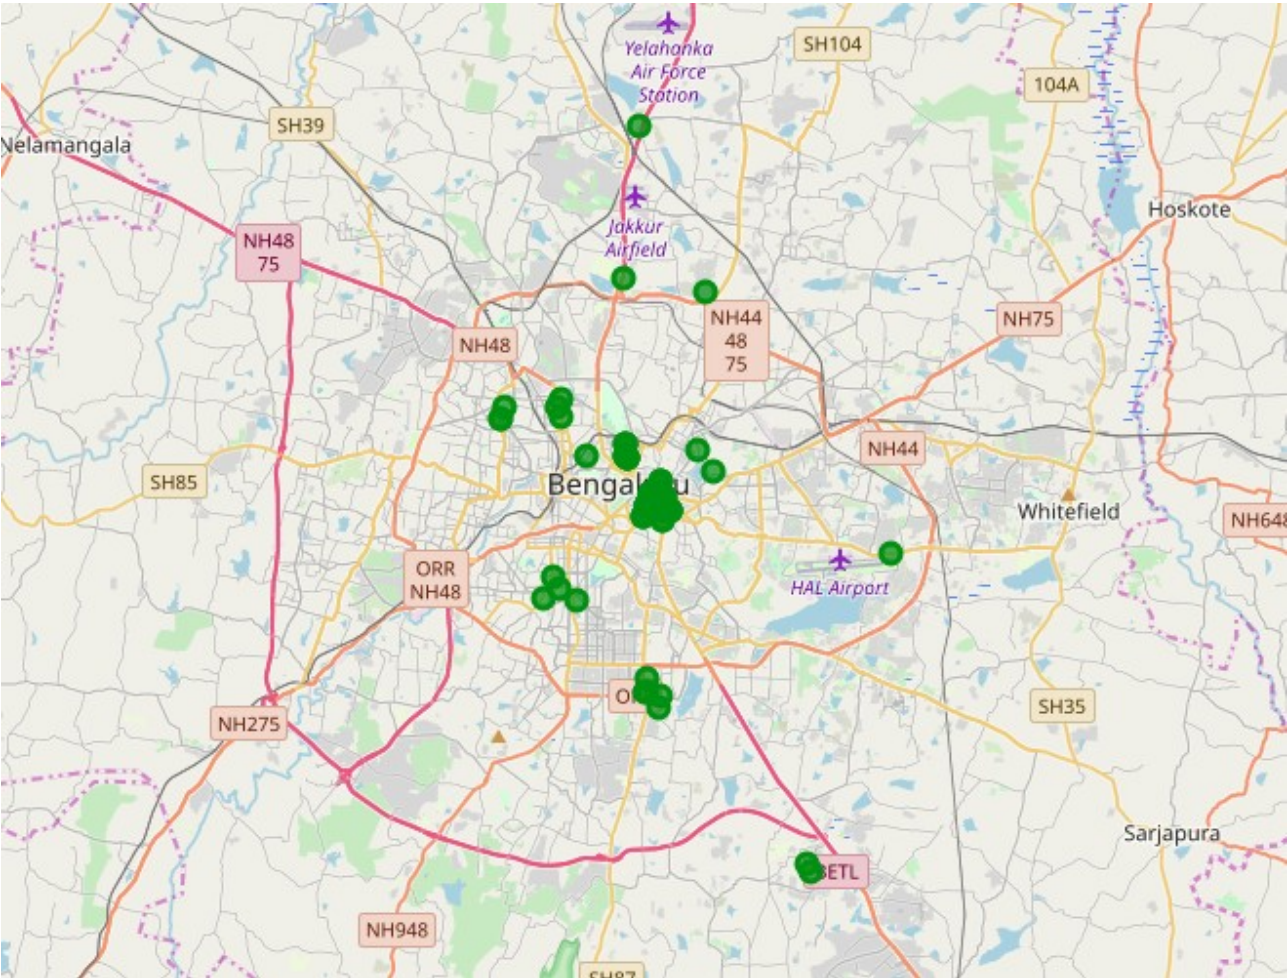 Yelahanka
Air Force
Station
SH104
104A
SH39
Nelamangala
Hoskote
Jakkur
Airfield
NH48
75
NH44
48
75
NH75
NH48
NH44
SH85
Whitefield
NH648
ORR
NH48
HAL Airport
NH275
SH35
Sarjapura
NH948
SH87